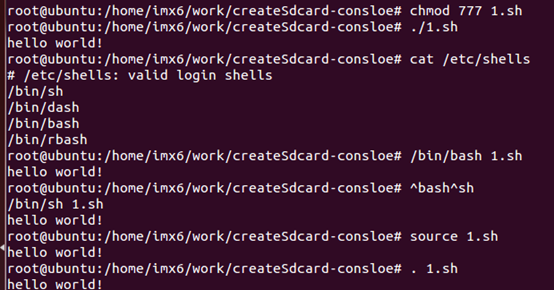 root@ubuntu:/home/imx6/work/createSdcard-consloe# chmod 777 1.sh
root@ubuntu:/home/imx6/work/createSdcard-consloe# ./1.sh
hello world!
root@ubuntu:/home/imx6/work/createSdcard-consloe# cat /etc/shells
# /etc/shells: valid login shells
/bin/sh
/bin/dash
/bin/bash
/bin/rbash
root@ubuntu:/home/imx6/work/createSdcard-consloe# /bin/bash 1.sh
hello world!
root@ubuntu:/home/imx6/work/createSdcard-consloe# ^bash^sh
/bin/sh 1.sh
hello world!
root@ubuntu:/home/imx6/work/createSdcard-consloe# source 1.sh
hello world!
root@ubuntu:/home/imx6/work/createSdcard-consloe# . 1.sh
hello world!